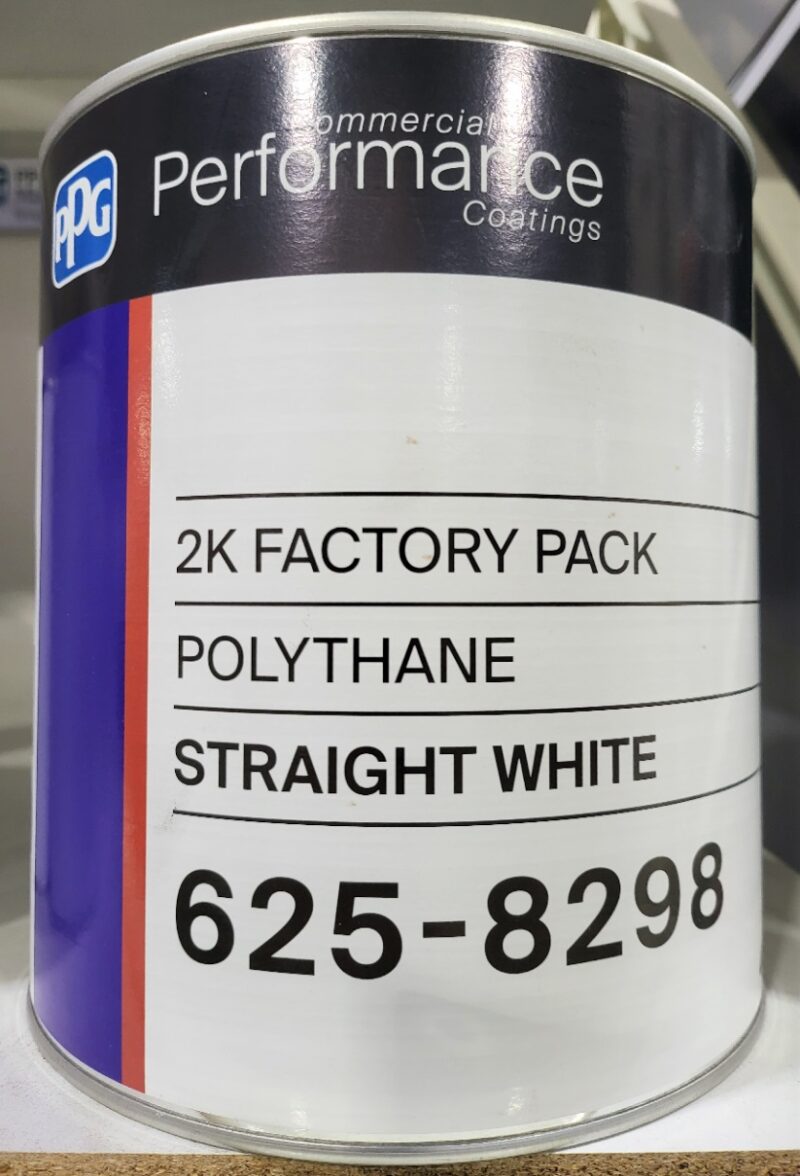 Commercial
Performance
Coatings
PPG
2K FACTORY PACK
POLYTHANE
STRAIGHT WHITE
625-8298